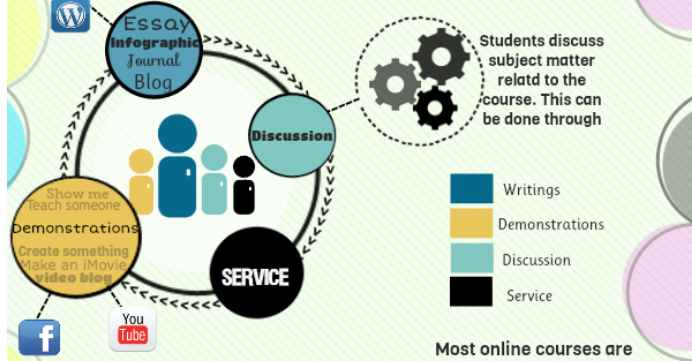 Essay
Infographic
Journal
Blog
Students discuss
subject matter
relatd to the
course. This can
be done through
Discussion
Show me
Teach someone
Demonstrations
Create something
Make an iMovie
video blog
SERVICE
Writings
Demonstrations
Discussion
Service
You
Tube
Most online courses are